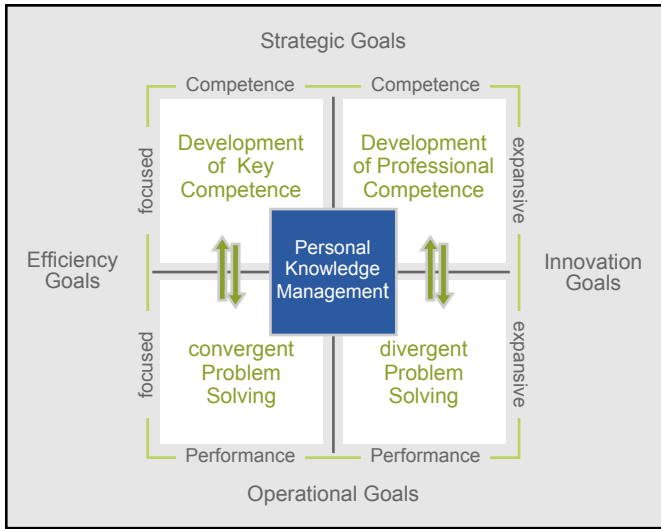 Strategic Goals
Competence
Competence
focused
Development
of Key
Competence
Development
of Professional
Competence
expansive
Efficiency
Goals
Personal
Knowledge
Management
Innovation
Goals
focused
convergent
Problem
Solving
divergent
Problem
Solving
expansive
Performance
Performance
Operational Goals